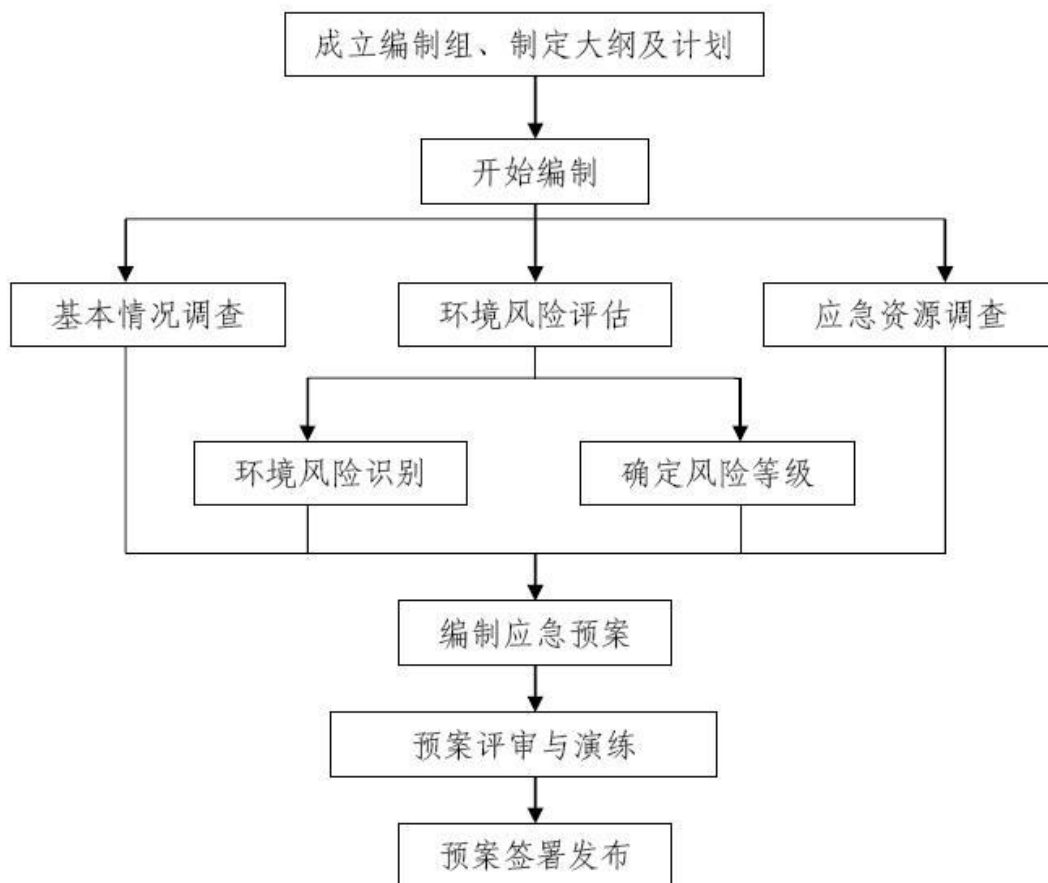 成立编制组、制定大纲及计划
开始编制
基本情况调查
环境风险评估
应急资源调查
环境风险识别
确定风险等级
编制应急预案
预案评审与演练
预案签署发布